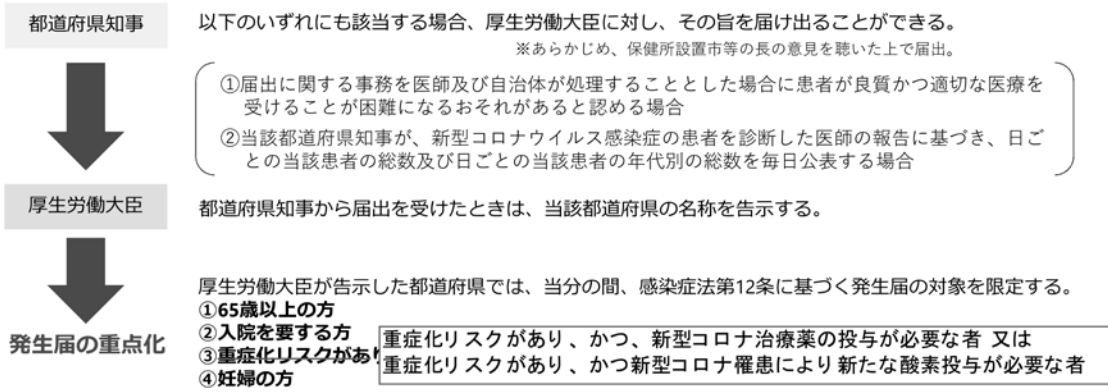 都道府県知事
以下のいずれにも該当する場合、厚生労働大臣に対し、その旨を届け出ることができる。
※あらかじめ、保健所設置市等の長の意見を聴いた上で届出。
①届出に関する事務を医師及び自治体が処理することとした場合に患者が良質かつ適切な医療を
受けることが困難になるおそれがあると認める場合
②当該都道府県知事が、新型コロナウイルス感染症の患者を診断した医師の報告に基づき、日ご
との当該患者の総数及び日ごとの当該患者の年代別の総数を毎日公表する場合
厚生労働大臣
都道府県知事から届出を受けたときは、当該都道府県の名称を告示する。
厚生労働大臣が告示した都道府県では、当分の間、感染症法第12条に基づく発生届の対象を限定する。
発生届の重点化
①65歳以上の方
②入院を要する方
③重症化リスクがあり
重症化リスクがあり、かつ、新型コロナ治療薬の投与が必要な者 又は
重症化リスクがあり、かつ新型コロナ罹患により新たな酸素投与が必要な者
④妊婦の方